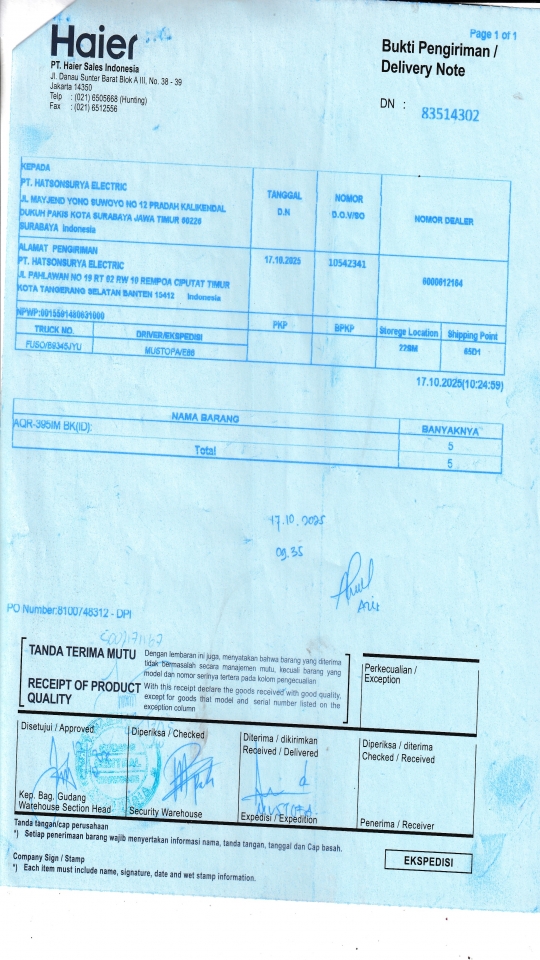 Page 1 of 1
Haier
Bukti Pengiriman /
Delivery Note
PT. Haier Sales Indonesia
Jl. Danau Sunter Barat Blok A III, No. 38 - 39
Jakarta 14350
Telp : (021) 6505668 (Hunting)
Fax : (021) 6512556
DN : 83514302
KEPADA
PT. HATSONSURYA ELECTRIC
JL MAYJEND YONO SUWOYO NO 12 PRADAH KALIKENDAL
DUKUH PAKIS KOTA SURABAYA JAWA TIMUR 60226
SURABAYA Indonesia
TANGGAL
D.N
NOMOR
D.O.V/SO
NOMOR DEALER
ALAMAT PENGIRIMAN
PT. HATSONSURYA ELECTRIC
JL PAHLAWAN NO 19 RT 02 RW 10 REMPOA CIPUTAT TIMUR
KOTA TANGERANG SELATAN BANTEN 15412 Indonesia
17.10.2025
10542341
6000612184
NPWP:0015591480631000
TRUCK NO.
DRIVER/EKSPEDISI
PKP
BPKP
Storege Location
Shipping Point
FUSO/B9345JYU
MUSTOFA/E86
229M
65D1
17.10.2025(10:24:59)
NAMA BARANG
BANYAKNYA
AQR-395IM BK(ID):
5
Total
5
17.10.2025
09.35
PO Number:8100748312 - DPI
TANDA TERIMA MUTU
Dengan lembaran ini juga, menyatakan bahwa barang yang diterima
tidak bermasalah secara manajemen mutu, kecuali barang yang
model dan nomor serinya tertera pada kolom pengecualian
RECEIPT OF PRODUCT
QUALITY
With this receipt declare the goods received with good quality,
except for goods that model and serial number listed on the
exception column
Perkecualian /
Exception
Disetujui / Approved
Diperiksa / Checked
Diterima / dikirimkan
Received / Delivered
Diperiksa / diterima
Checked / Received
MUSTOFA
Kep. Bag. Gudang
Warehouse Section Head
Security Warehouse
Expedisi / Expedition
Penerima / Receiver
Tanda tangan/cap perusahaan
*) Setiap penerimaan barang wajib menyertakan informasi nama, tanda tangan, tanggal dan Cap basah.
Company Sign / Stamp
*) Each item must include name, signature, date and wet stamp information.
EKSPEDISI